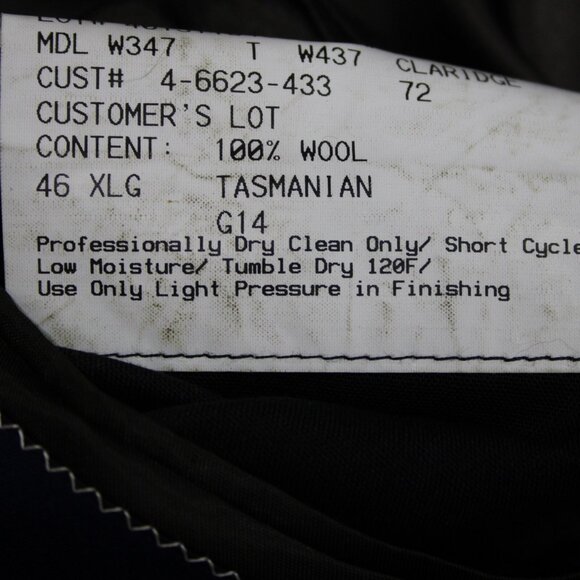 MDL W347 T W437 CLARIDGE
CUST# 4-6623-433 72
CUSTOMER'S LOT
CONTENT: 100% WOOL
46 XLG TASMANIAN
G14
Professionally Dry Clean Only/ Short Cycle
Low Moisture/ Tumble Dry 120F/
Use Only Light Pressure in Finishing